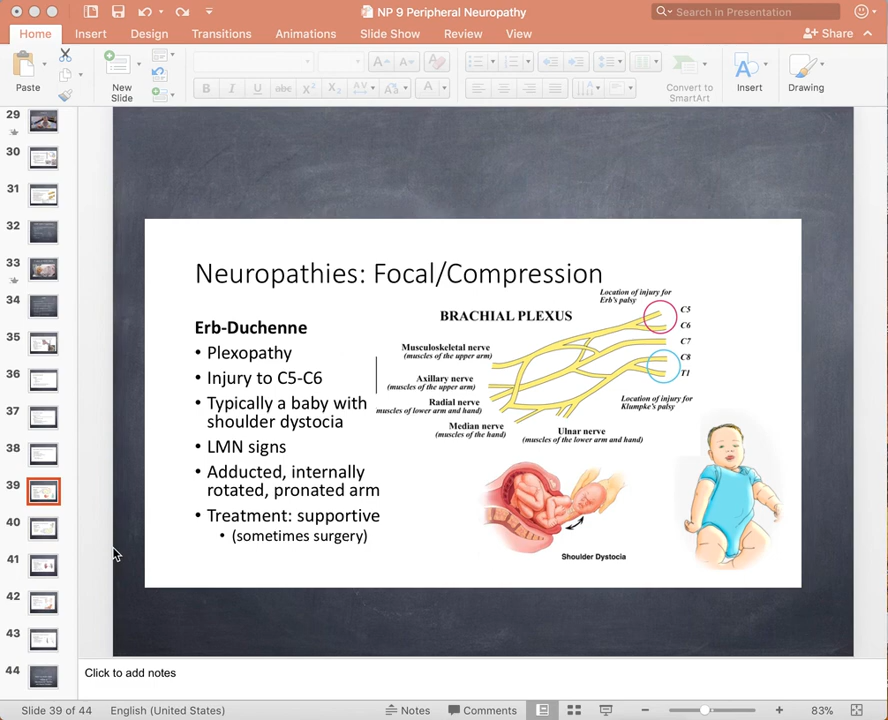 NP 9 Peripheral Neuropathy
Search in Presentation
Home Insert Design Transitions Animations Slide Show Review View Share
Paste
New
Slide
Convert to
SmartArt
Insert
Drawing
29
30
31
32
33
34
35
36
37
38
39
40
41
42
43
44
Neuropathies: Focal/Compression
Erb-Duchenne
• Plexopathy
• Injury to C5-C6
• Typically a baby with
shoulder dystocia
• LMN signs
• Adducted, internally
rotated, pronated arm
• Treatment: supportive
• (sometimes surgery)
Location of injury for
Erb's palsy
BRACHIAL PLEXUS
C5
C6
C7
C8
T1
Musculoskeletal nerve
(muscles of the upper arm)
Axillary nerve
(muscles of the upper arm)
Radial nerve
muscles of lower arm and hand)
Median nerve
(muscles of the hand)
Ulnar nerve
(muscles of the lower arm and hand)
Location of injury for
Klumpke's palsy
Shoulder Dystocia
Click to add notes
Slide 39 of 44 English (United States) Notes Comments 83%